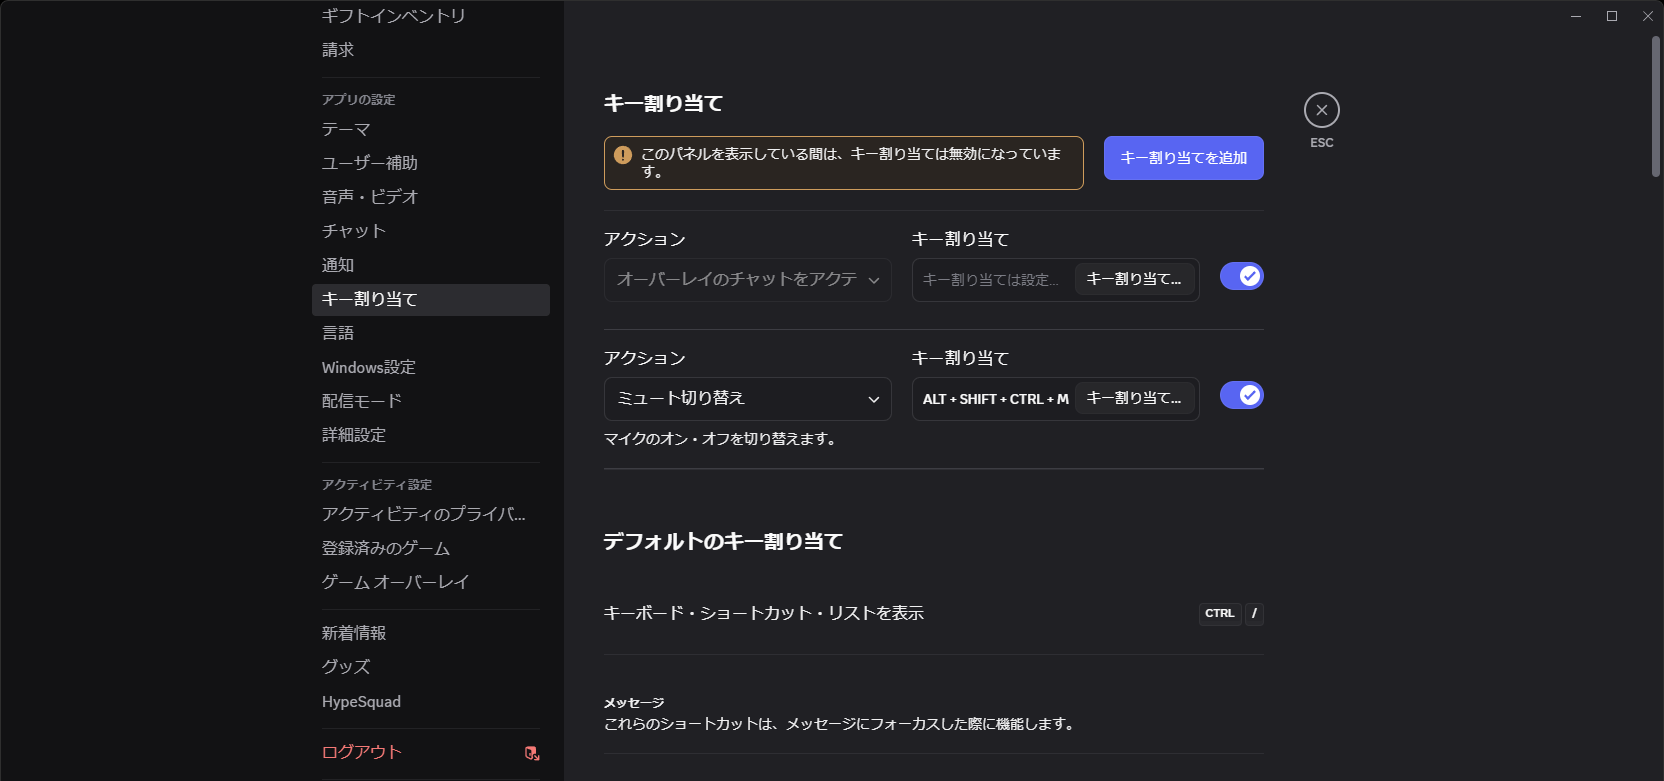 ギフトインベントリ
請求
アプリの設定
テーマ
ユーザー補助
音声・ビデオ
チャット
通知
キー割り当て
言語
Windows設定
配信モード
詳細設定
アクティビティ設定
アクティビティのプライバ...
登録済みのゲーム
ゲーム オーバーレイ
新着情報
グッズ
HypeSquad
ログアウト
キー割り当て
このパネルを表示している間は、キー割り当ては無効になっていま
す。
キー割り当てを追加
ESC
アクション
キー割り当て
オーバーレイのチャットをアクテ
キー割り当ては設定...
キー割り当て...
アクション
キー割り当て
ミュート切り替え
ALT + SHIFT + CTRL + M
キー割り当て...
マイクのオン・オフを切り替えます。
デフォルトのキー割り当て
キーボード・ショートカット・リストを表示
CTRL /
メッセージ
これらのショートカットは、メッセージにフォーカスした際に機能します。